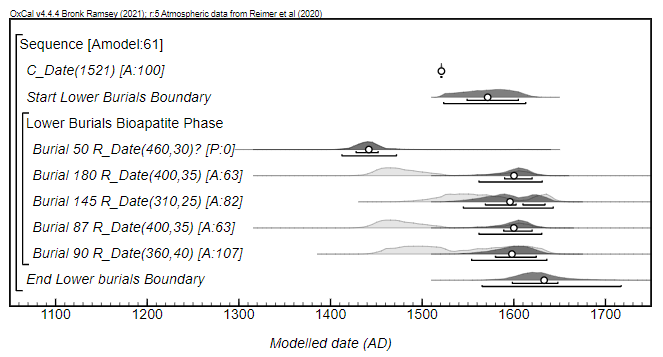 OxCal v4.4.4 Bronk Ramsey (2021); r:5 Atmospheric data from Reimer et al (2020)
Sequence [Amodel:61]
C_Date(1521) [A:100]
Start Lower Burials Boundary
Lower Burials Bioapatite Phase
Burial 50 R_Date(460,30)? [P:0]
Burial 180 R_Date(400,35) [A:63]
Burial 145 R_Date(310,25) [A:82]
Burial 87 R_Date(400,35) [A:63]
Burial 90 R_Date(360,40) [A:107]
End Lower burials Boundary
1100 1200 1300 1400 1500 1600 1700
Modelled date (AD)